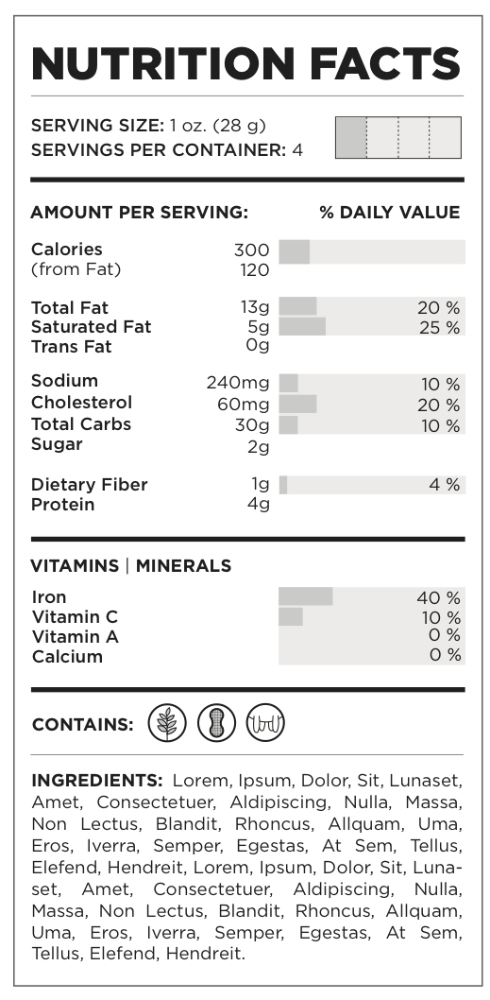 NUTRITION FACTS
SERVING SIZE: 1 oz. (28 g)
SERVINGS PER CONTAINER: 4
AMOUNT PER SERVING: % DAILY VALUE
Calories 300
(from Fat) 120
Total Fat 13g 20 %
Saturated Fat 5g 25 %
Trans Fat 0g
Sodium 240mg 10 %
Cholesterol 60mg 20 %
Total Carbs 30g 10 %
Sugar 2g
Dietary Fiber 1g 4 %
Protein 4g
VITAMINS | MINERALS
Iron 40 %
Vitamin C 10 %
Vitamin A 0 %
Calcium 0 %
CONTAINS:
INGREDIENTS: Lorem, Ipsum, Dolor, Sit, Lunaset,
Amet, Consectetuer, Aldipiscing, Nulla, Massa,
Non Lectus, Blandit, Rhoncus, Allquam, Uma,
Eros, Iverra, Semper, Egestas, At Sem, Tellus,
Elefend, Hendreit, Lorem, Ipsum, Dolor, Sit, Luna-
set, Amet, Consectetuer, Aldipiscing, Nulla,
Massa, Non Lectus, Blandit, Rhoncus, Allquam,
Uma, Eros, Iverra, Semper, Egestas, At Sem,
Tellus, Elefend, Hendreit.